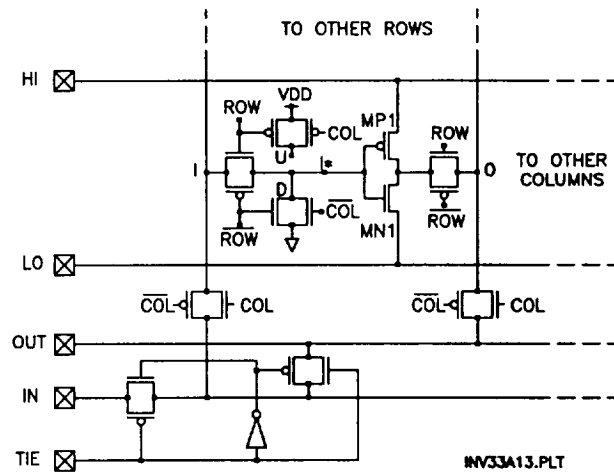 TO OTHER ROWS
HI
VDD
ROW
MP1
COL
ROW
U
I
I*
O
TO OTHER
COLUMNS
D
COL
ROW
MN1
ROW
LO
COL
COL
COL
COL
OUT
IN
TIE
INV33A13.PLT